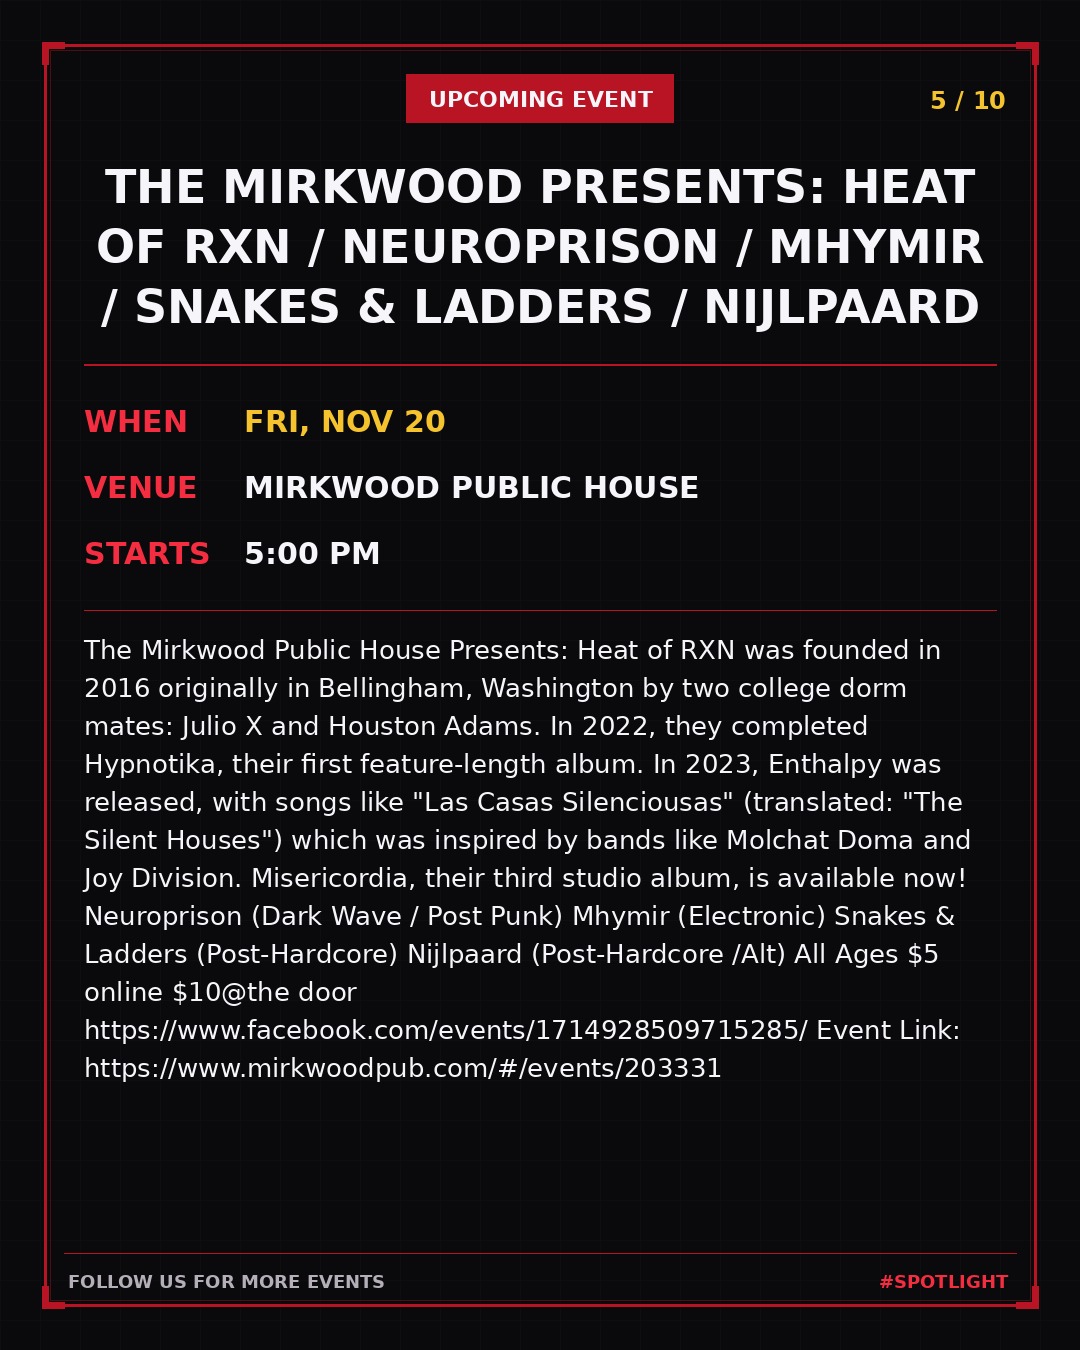 UPCOMING EVENT
5 / 10
THE MIRKWOOD PRESENTS: HEAT
OF RXN / NEUROPRISON / MHYMIR
/ SNAKES & LADDERS / NIJLPAARD
WHEN FRI, NOV 20
VENUE MIRKWOOD PUBLIC HOUSE
STARTS 5:00 PM
The Mirkwood Public House Presents: Heat of RXN was founded in
2016 originally in Bellingham, Washington by two college dorm
mates: Julio X and Houston Adams. In 2022, they completed
Hypnotika, their first feature-length album. In 2023, Enthalpy was
released, with songs like "Las Casas Silenciousas" (translated: "The
Silent Houses") which was inspired by bands like Molchat Doma and
Joy Division. Misericordia, their third studio album, is available now!
Neuroprison (Dark Wave / Post Punk) Mhymir (Electronic) Snakes &
Ladders (Post-Hardcore) Nijlpaard (Post-Hardcore /Alt) All Ages $5
online $10@the door
https://www.facebook.com/events/1714928509715285/ Event Link:
https://www.mirkwoodpub.com/#/events/203331
FOLLOW US FOR MORE EVENTS
#SPOTLIGHT